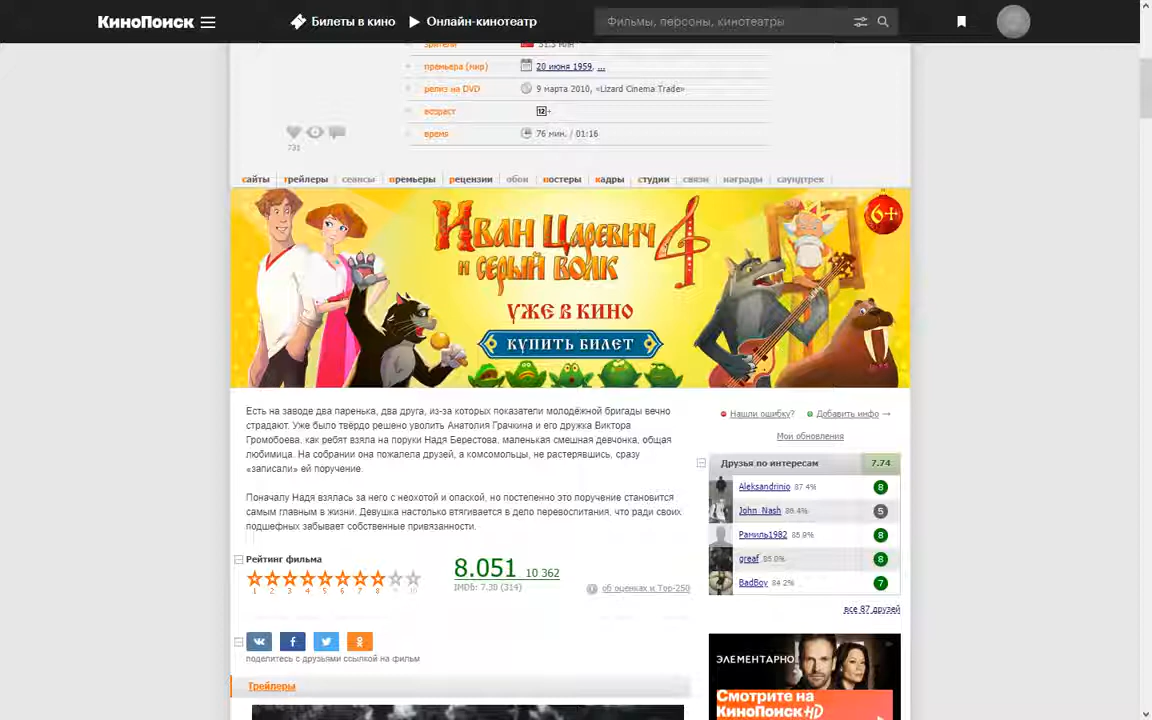 КиноПоиск
Билеты в кино
Онлайн-кинотеатр
Фильмы, персоны, кинотеатры
зрители
31.5 млн
премьера (мир)
20 июня 1959, ...
релиз на DVD
9 марта 2010, «Lizard Cinema Trade»
возраст
12+
время
76 мин. / 01:16
731
сайты трейлеры сеансы премьеры рецензии обои постеры кадры студии связи награды саундтрек
Иван Царевич
и серый волк
4
6+
УЖЕ В КИНО
КУПИТЬ БИЛЕТ
Есть на заводе два паренька, два друга, из-за которых показатели молодёжной бригады вечно
страдают. Уже было твёрдо решено уволить Анатолия Грачкина и его дружка Виктора
Громобоева, как ребят взяла на поруки Надя Берестова, маленькая смешная девчонка, общая
любимица. На собрании она пожалела друзей, а комсомольцы, не растерявшись, сразу
«записали» ей поручение.
Поначалу Надя взялась за него с неохотой и опаской, но постепенно это поручение становится
самым главным в жизни. Девушка настолько втягивается в дело перевоспитания, что ради своих
подшефных забывает собственные привязанности.
Рейтинг фильма
1 2 3 4 5 6 7 8 9 10
8.051 10 362
IMDb: 7.30 (314)
об оценках и Top-250
поделитесь с друзьями ссылкой на фильм
Трейлеры
Нашли ошибку? Добавить инфо →
Мои обновления
Друзья по интересам 7.74
Aleksandrinio 87.4% 8
John_Nash 86.4% 5
Рамиль1982 85.9% 8
greaf 85.0% 8
BadBoy 84.2% 7
все 87 друзей
ЭЛЕМЕНТАРНО
Смотрите на
КиноПоиск HD